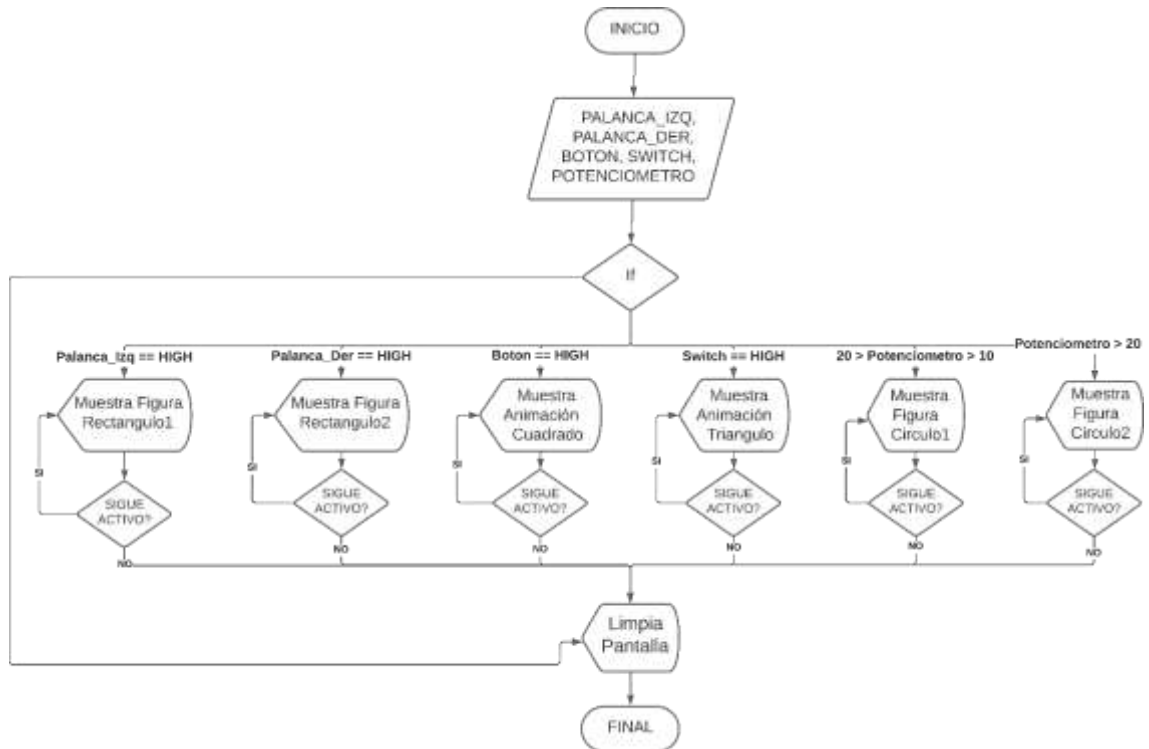 INICIO
PALANCA_IZQ,
PALANCA_DER,
BOTON, SWITCH,
POTENCIOMETRO
If
Palanca_Izq == HIGH
Palanca_Der == HIGH
Boton == HIGH
Switch == HIGH
20 > Potenciometro > 10
Potenciometro > 20
Muestra Figura
Rectangulo1
Muestra Figura
Rectangulo2
Muestra
Animación
Cuadrado
Muestra
Animación
Triangulo
Muestra
Figura
Circulo1
Muestra
Figura
Circulo2
SI
SI
SI
SI
SI
SI
SIGUE
ACTIVO?
SIGUE
ACTIVO?
SIGUE
ACTIVO?
SIGUE
ACTIVO?
SIGUE
ACTIVO?
SIGUE
ACTIVO?
NO
NO
NO
NO
NO
NO
Limpia
Pantalla
FINAL